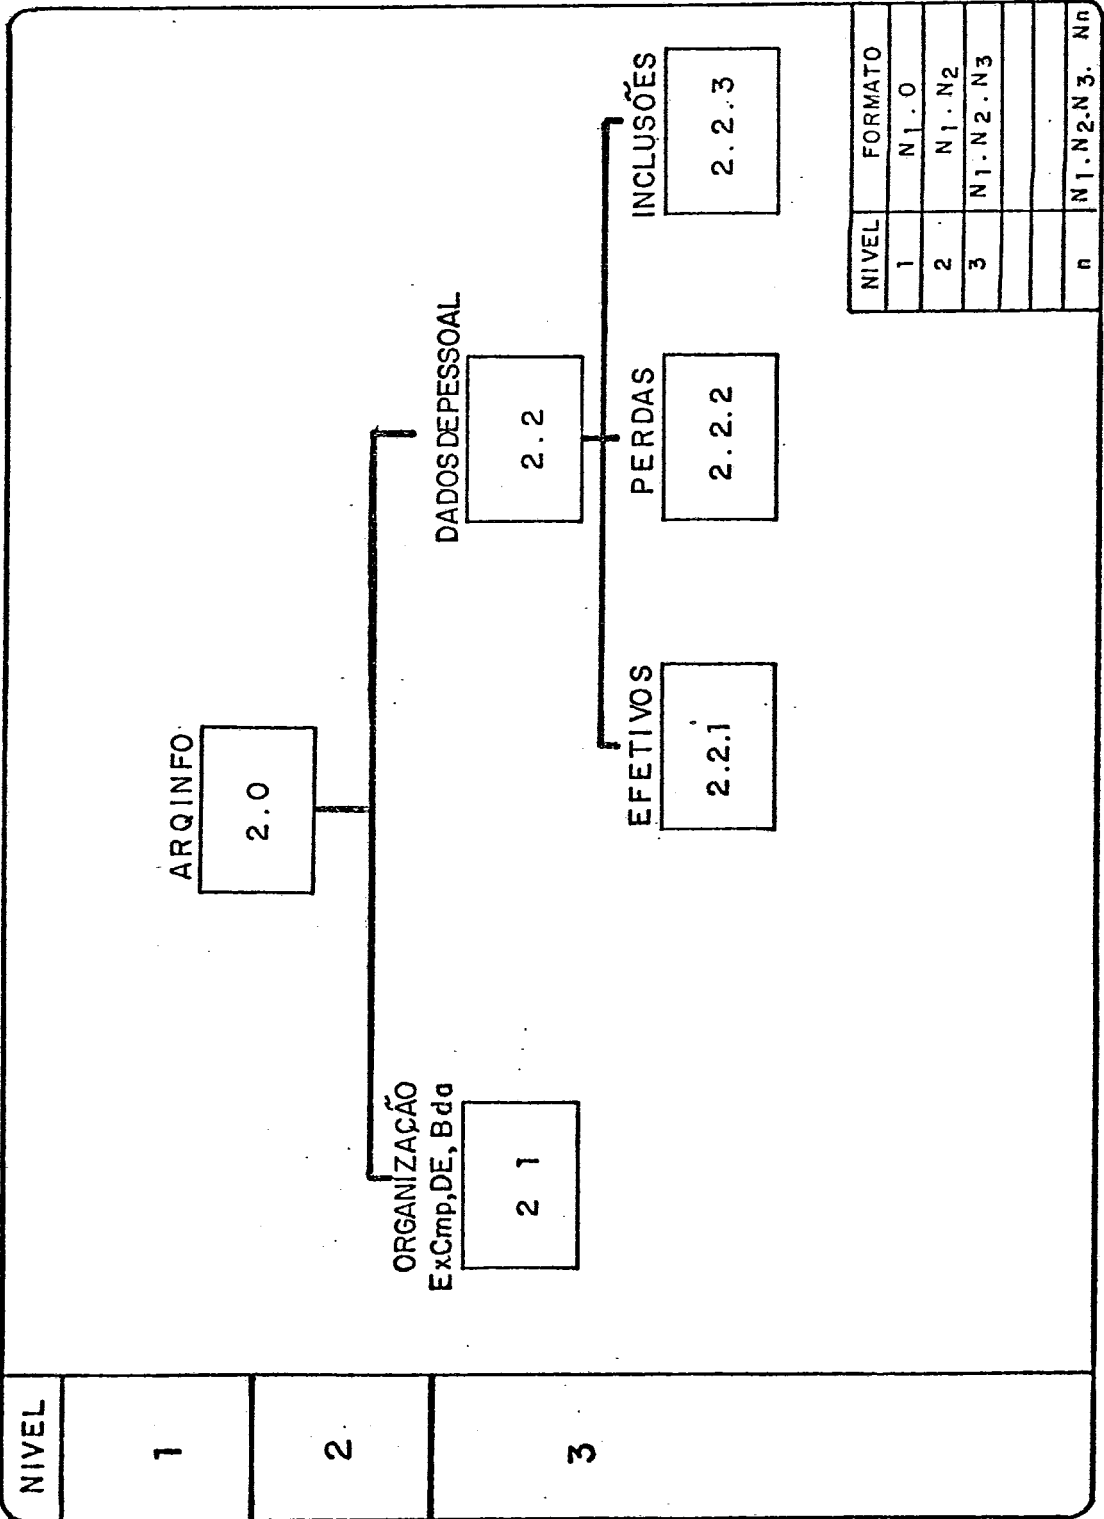 NIVEL
1
2
3
ARQINFO
2.0
ORGANIZAÇÃO
ExCmp,DE,Bda
2 1
DADOS DE PESSOAL
2.2
EFETIVOS
2.2.1
PERDAS
2.2.2
INCLUSÕES
2.2.3
NIVEL FORMATO
1 N1.0
2 N1.N2
3 N1.N2.N3
n N1.N2.N3. Nn